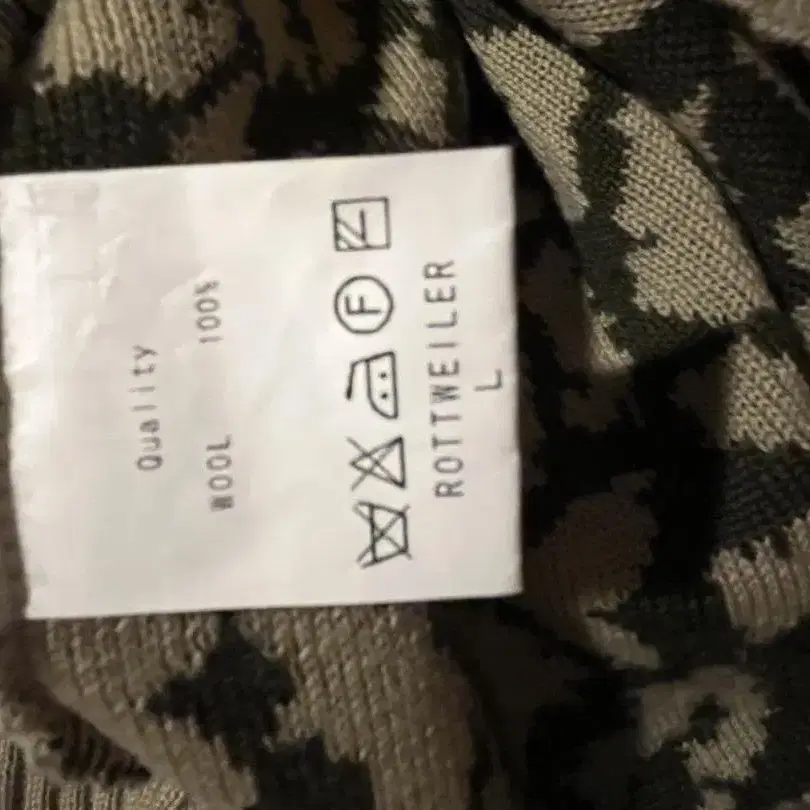 Quality
WOOL 100%
F
ROTTWEILER
L